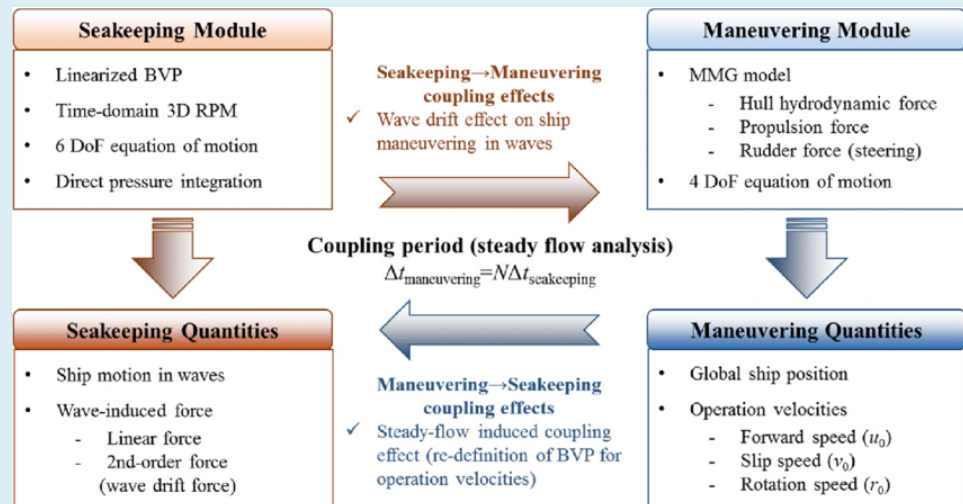 Seakeeping Module
• Linearized BVP
• Time-domain 3D RPM
• 6 DoF equation of motion
• Direct pressure integration
Seakeeping→Maneuvering
coupling effects
✓ Wave drift effect on ship
maneuvering in waves
Maneuvering Module
• MMG model
- Hull hydrodynamic force
- Propulsion force
- Rudder force (steering)
• 4 DoF equation of motion
Coupling period (steady flow analysis)
Δt_maneuvering=NΔt_seakeeping
Seakeeping Quantities
• Ship motion in waves
• Wave-induced force
- Linear force
- 2nd-order force
(wave drift force)
Maneuvering→Seakeeping
coupling effects
✓ Steady-flow induced coupling
effect (re-definition of BVP for
operation velocities)
Maneuvering Quantities
• Global ship position
• Operation velocities
- Forward speed (u₀)
- Slip speed (v₀)
- Rotation speed (r₀)